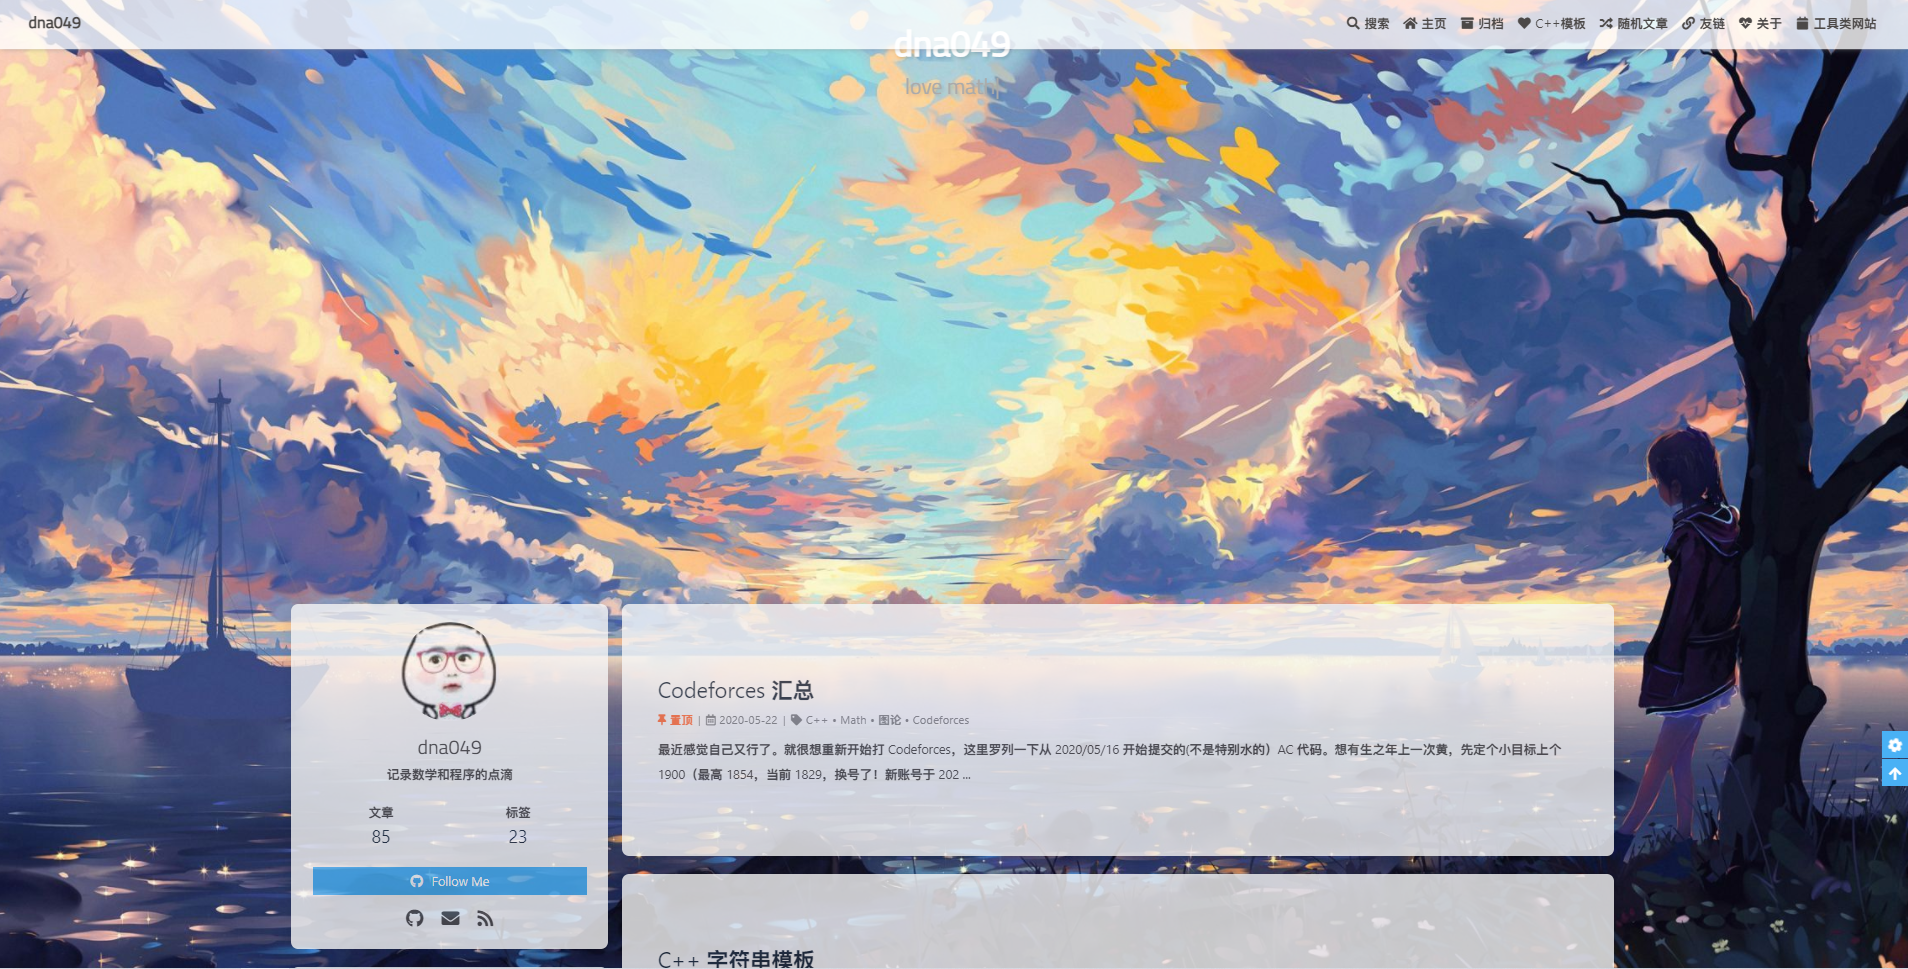 dna049
搜索 主页 归档 C++模板 随机文章 友链 关于 工具类网站
dna049
love math|
dna049
记录数学和程序的点滴
文章 标签
85 23
Follow Me
Codeforces 汇总
置顶 | 2020-05-22 | C++ • Math • 图论 • Codeforces
最近感觉自己又行了。就很想重新开始打 Codeforces，这里罗列一下从 2020/05/16 开始提交的(不是特别水的）AC 代码。想有生之年上一次黄，先定个小目标上个
1900（最高 1854，当前 1829，换号了！新账号于 202 ...
C++ 字符串模板